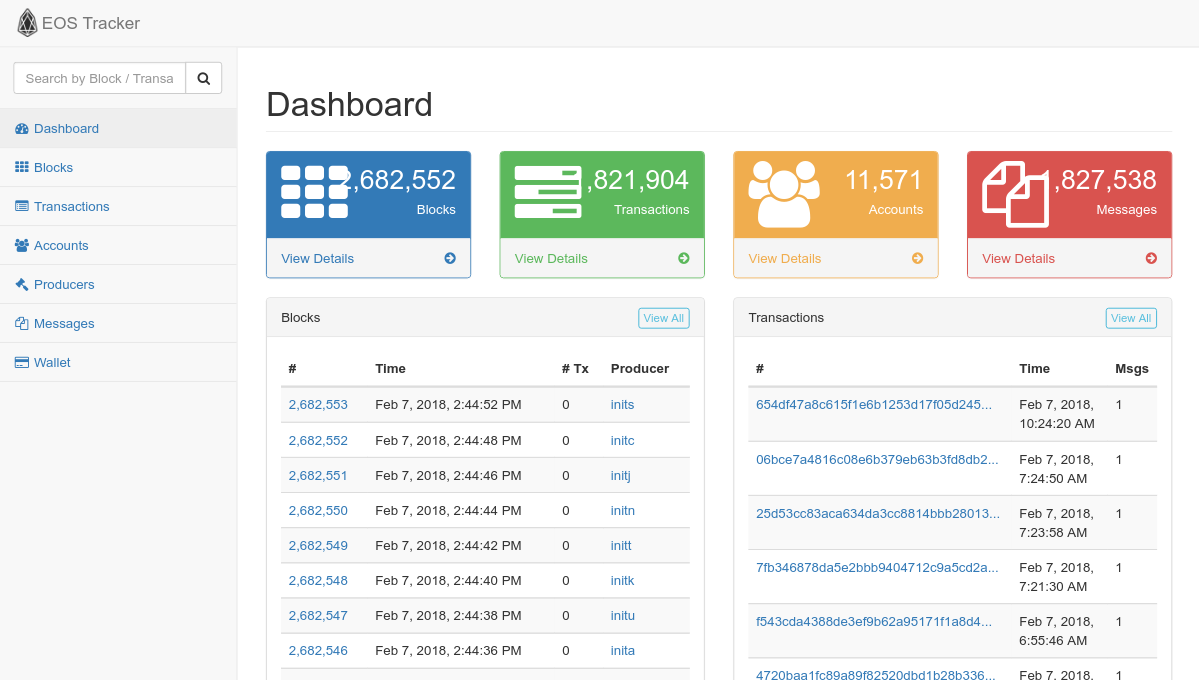 EOS Tracker
Search by Block / Transa
Dashboard
Blocks
Transactions
Accounts
Producers
Messages
Wallet
Dashboard
2,682,552
Blocks
View Details
,821,904
Transactions
View Details
11,571
Accounts
View Details
,827,538
Messages
View Details
Blocks View All
# Time # Tx Producer
2,682,553 Feb 7, 2018, 2:44:52 PM 0 inits
2,682,552 Feb 7, 2018, 2:44:48 PM 0 initc
2,682,551 Feb 7, 2018, 2:44:46 PM 0 initj
2,682,550 Feb 7, 2018, 2:44:44 PM 0 initn
2,682,549 Feb 7, 2018, 2:44:42 PM 0 initt
2,682,548 Feb 7, 2018, 2:44:40 PM 0 initk
2,682,547 Feb 7, 2018, 2:44:38 PM 0 initu
2,682,546 Feb 7, 2018, 2:44:36 PM 0 inita
Transactions View All
# Time Msgs
654df47a8c615f1e6b1253d17f05d245... Feb 7, 2018, 1
10:24:20 AM
06bce7a4816c08e6b379eb63b3fd8db2... Feb 7, 2018, 1
7:24:50 AM
25d53cc83aca634da3cc8814bbb28013... Feb 7, 2018, 1
7:23:58 AM
7fb346878da5e2bbb9404712c9a5cd2a... Feb 7, 2018, 1
7:21:30 AM
f543cda4388de3ef9b62a95171f1a8d4... Feb 7, 2018, 1
6:55:46 AM
4720baa1fc89a89f82520dbd1b28b336... Feb 7, 2018, 1